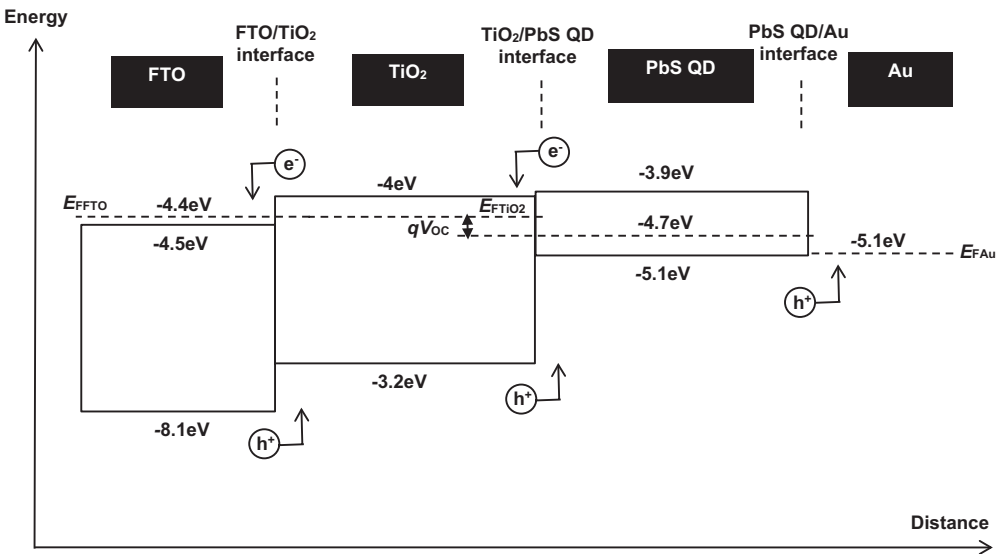 Energy
FTO/TiO2
interface
TiO2/PbS QD
interface
PbS QD/Au
interface
FTO
TiO2
PbS QD
Au
e-
e-
-3.9eV
-4eV
EFFTO
-4.4eV
EFTiO2
-4.5eV
qVOC
-4.7eV
-5.1eV
EFAu
-5.1eV
h+
-3.2eV
h+
-8.1eV
h+
Distance